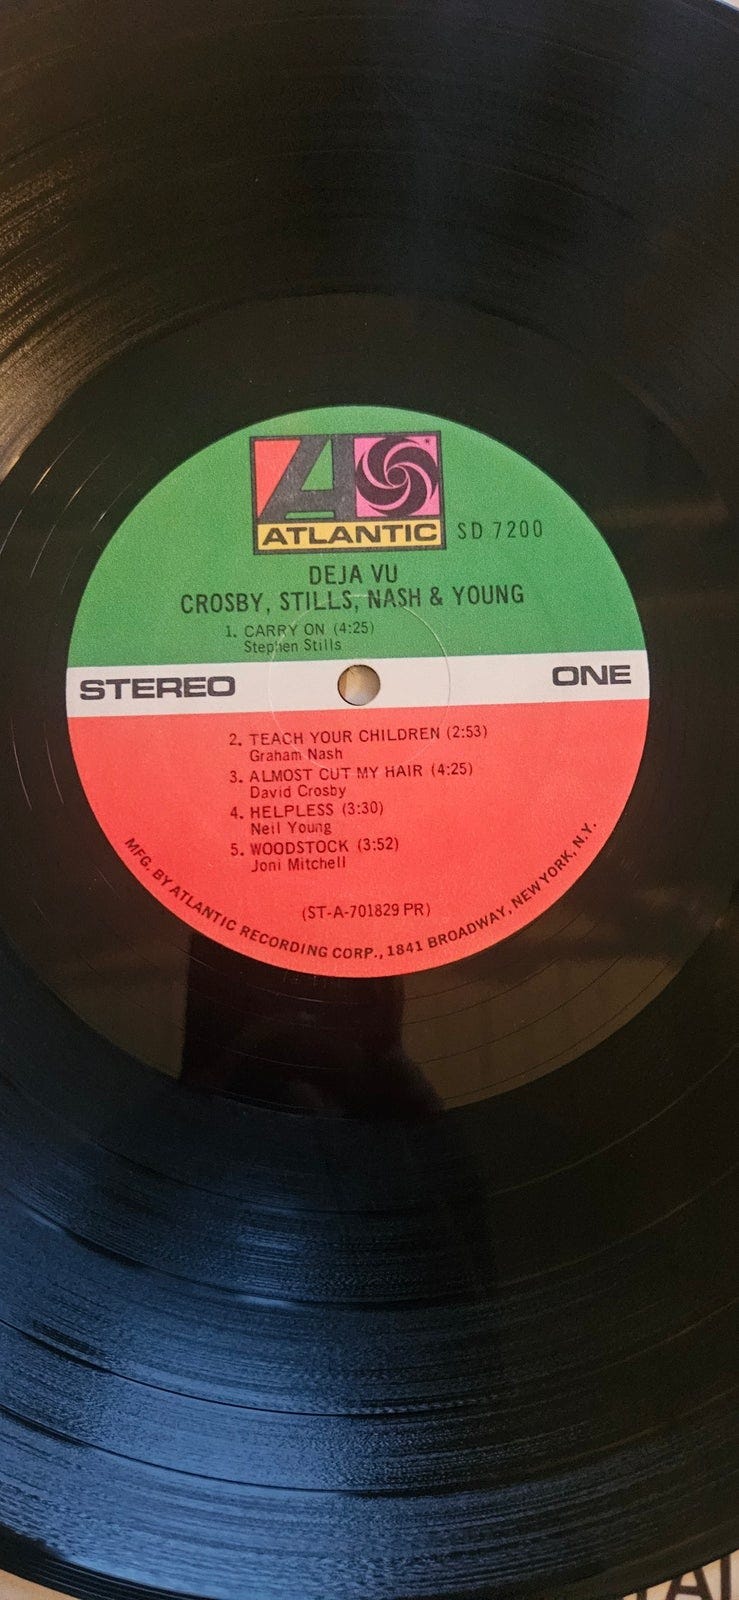 ATLANTIC SD 7200
DEJA VU
CROSBY, STILLS, NASH & YOUNG
1. CARRY ON (4:25)
Stephen Stills
STEREO ONE
2. TEACH YOUR CHILDREN (2:53)
Graham Nash
3. ALMOST CUT MY HAIR (4:25)
David Crosby
4. HELPLESS (3:30)
Neil Young
5. WOODSTOCK (3:52)
Joni Mitchell
(ST-A-701829 PR)
MFG. BY ATLANTIC RECORDING CORP., 1841 BROADWAY, NEW YORK, N.Y.